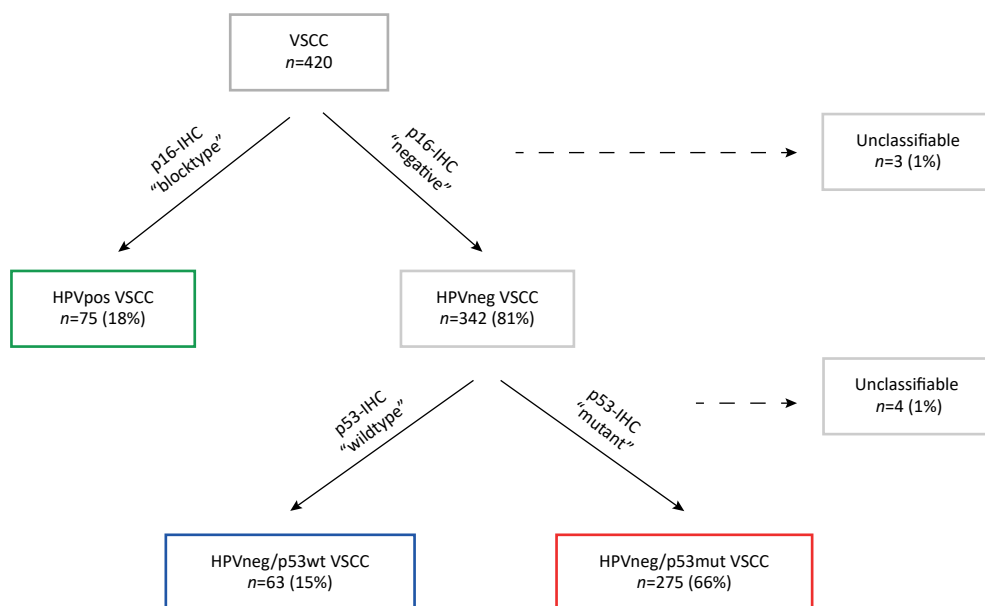 VSCC
n=420
p16-IHC
“blocktype”
p16-IHC
“negative”
Unclassifiable
n=3 (1%)
HPVpos VSCC
n=75 (18%)
HPVneg VSCC
n=342 (81%)
p53-IHC
“wildtype”
p53-IHC
“mutant”
Unclassifiable
n=4 (1%)
HPVneg/p53wt VSCC
n=63 (15%)
HPVneg/p53mut VSCC
n=275 (66%)